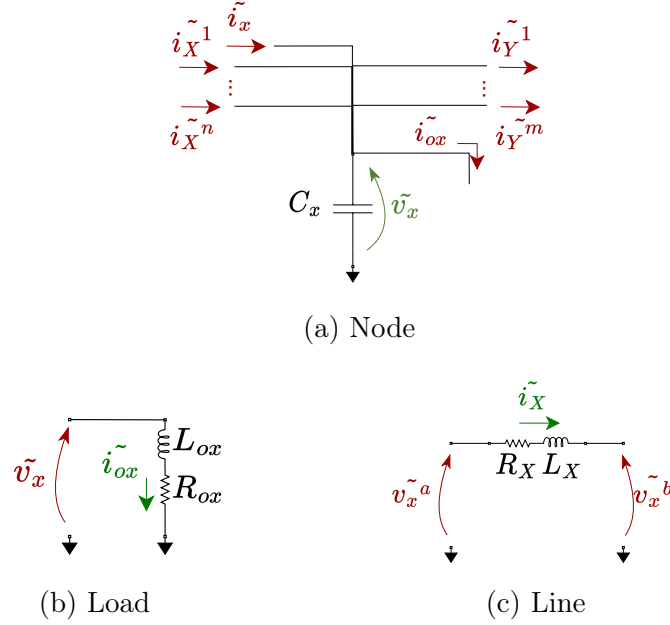 ĩ_x
ĩ_X^1 ĩ_Y^1
⋮ ⋮
ĩ_X^n ĩ_ox ĩ_Y^m
C_x ṽ_x
(a) Node
ṽ_x ĩ_ox L_ox
R_ox
(b) Load
ĩ_X
R_X L_X
ṽ_x^a ṽ_x^b
(c) Line